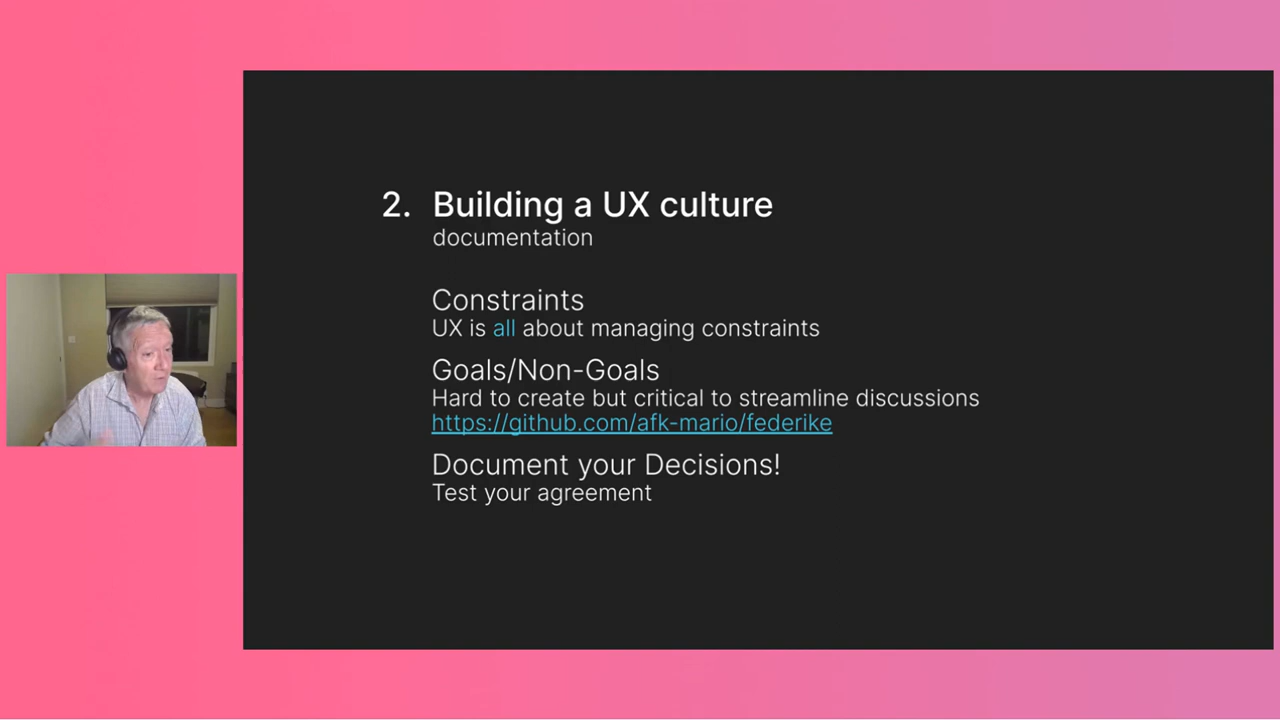 2. Building a UX culture
documentation
Constraints
UX is all about managing constraints
Goals/Non-Goals
Hard to create but critical to streamline discussions
https://github.com/afk-mario/federike
Document your Decisions!
Test your agreement